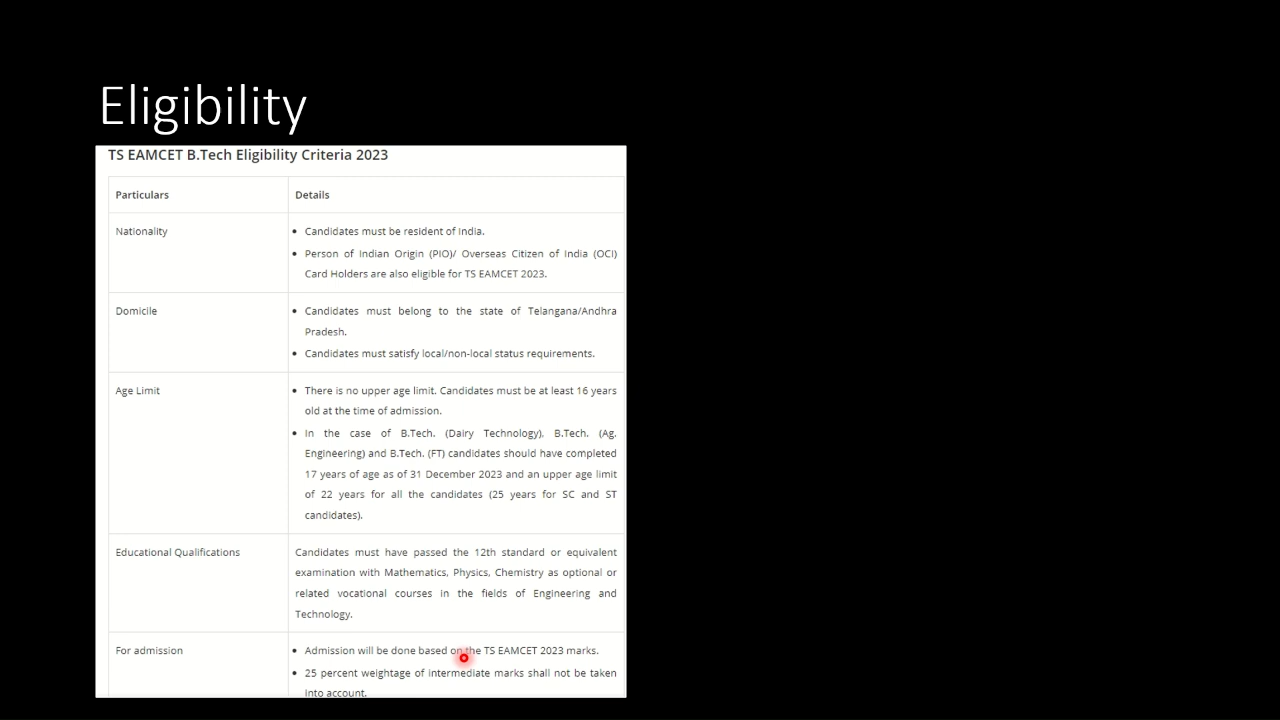 Eligibility
TS EAMCET B.Tech Eligibility Criteria 2023
Particulars
Details
Nationality
• Candidates must be resident of India.
• Person of Indian Origin (PIO)/ Overseas Citizen of India (OCI)
Card Holders are also eligible for TS EAMCET 2023.
Domicile
• Candidates must belong to the state of Telangana/Andhra
Pradesh.
• Candidates must satisfy local/non-local status requirements.
Age Limit
• There is no upper age limit. Candidates must be at least 16 years
old at the time of admission.
• In the case of B.Tech. (Dairy Technology), B.Tech. (Ag.
Engineering) and B.Tech. (FT) candidates should have completed
17 years of age as of 31 December 2023 and an upper age limit
of 22 years for all the candidates (25 years for SC and ST
candidates).
Educational Qualifications
Candidates must have passed the 12th standard or equivalent
examination with Mathematics, Physics, Chemistry as optional or
related vocational courses in the fields of Engineering and
Technology.
For admission
• Admission will be done based on the TS EAMCET 2023 marks.
• 25 percent weightage of intermediate marks shall not be taken
into account.